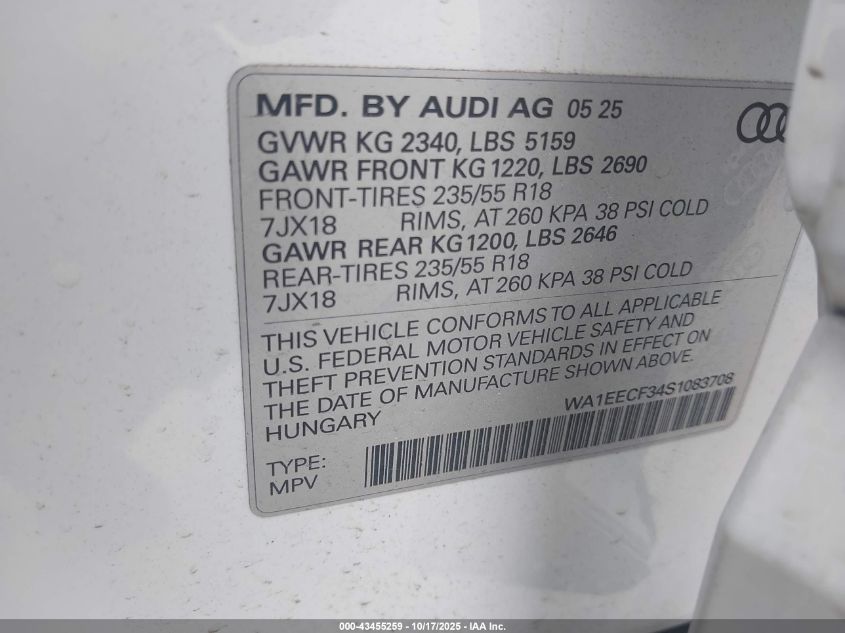 MFD. BY AUDI AG 05 25
GVWR KG 2340, LBS 5159
GAWR FRONT KG 1220, LBS 2690
FRONT-TIRES 235/55 R18
7JX18 RIMS, AT 260 KPA 38 PSI COLD
GAWR REAR KG 1200, LBS 2646
REAR-TIRES 235/55 R18
7JX18 RIMS, AT 260 KPA 38 PSI COLD
THIS VEHICLE CONFORMS TO ALL APPLICABLE
U.S. FEDERAL MOTOR VEHICLE SAFETY AND
THEFT PREVENTION STANDARDS IN EFFECT ON
THE DATE OF MANUFACTURE SHOWN ABOVE.
HUNGARY WA1EECF34S1083708
TYPE:
MPV
000-43455259 - 10/17/2025 - IAA Inc.